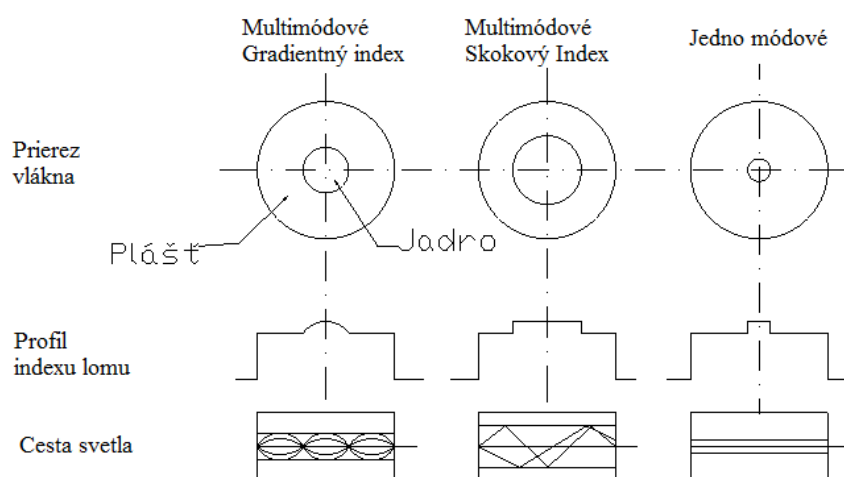 Multimódové
Gradientný index
Multimódové
Skokový Index
Jedno módové
Prierez
vlákna
Plášť
Jadro
Profil
indexu lomu
Cesta svetla